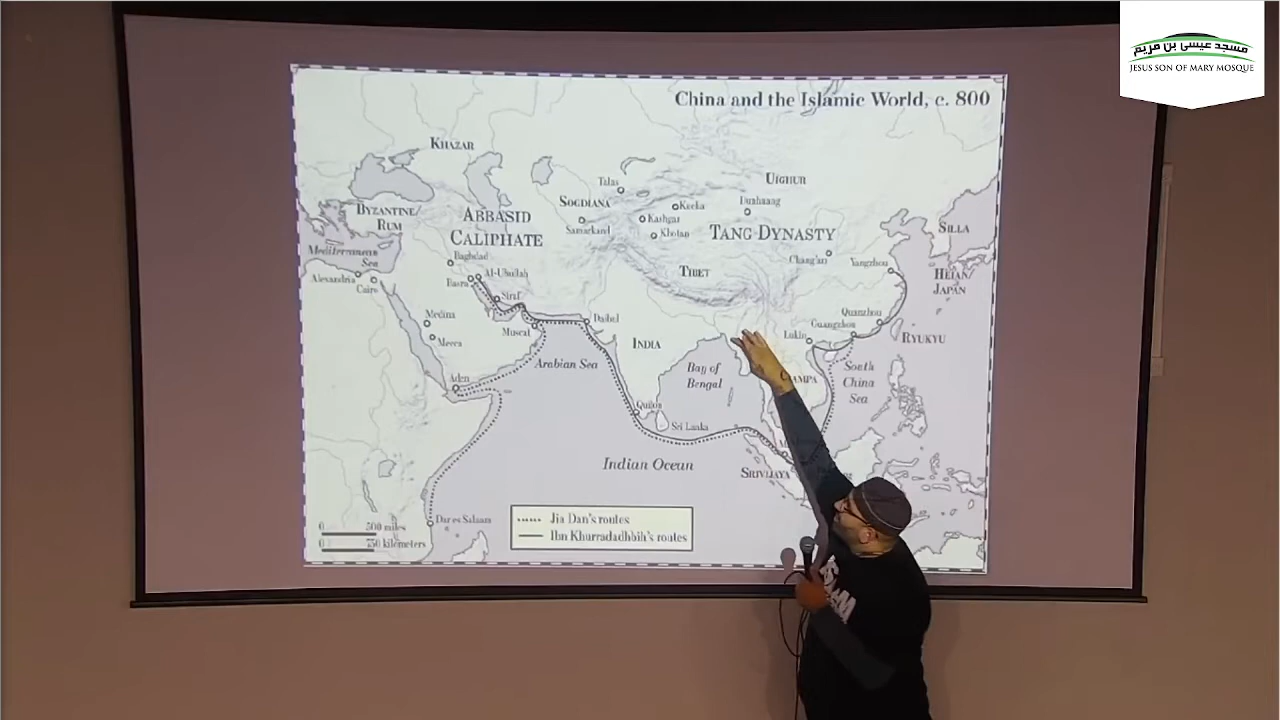 مسجد عيسى بن مريم
JESUS SON OF MARY MOSQUE
China and the Islamic World, c. 800
KHAZAR
UIGHUR
Talas
SOGDIANA
Kucha
Dunhuang
BYZANTINE/
RUM
ABBASID
CALIPHATE
Samarkand
Kashgar
Khotan
TANG DYNASTY
SILLA
Mediterranean
Sea
Baghdad
Chang'an
Yangzhou
TIBET
HEIAN/
JAPAN
Alexandria
Cairo
Basra
Al-Ubullah
Siraf
Medina
Mecca
Muscat
Daibel
INDIA
Quanzhou
Guangzhou
Lukin
RYUKYU
Arabian Sea
Bay of
Bengal
South
China
Sea
Aden
Quilon
Sri Lanka
Indian Ocean
SRIVIJAYA
Dar es Salaam
0 500 miles
0 750 kilometers
Jia Dan's routes
Ibn Khurradadhbih's routes